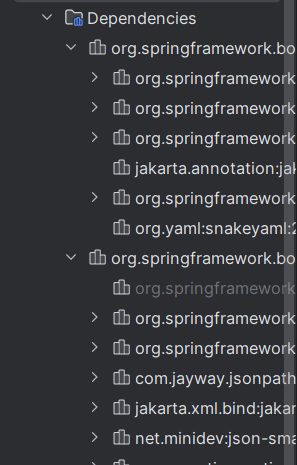 Dependencies
org.springframework.bo
org.springframework
org.springframework
org.springframework
jakarta.annotation:jak
org.springframework
org.yaml:snakeyaml:2
org.springframework.bo
org.springframework
org.springframework
org.springframework
com.jayway.jsonpath
jakarta.xml.bind:jakar
net.minidev:json-sma